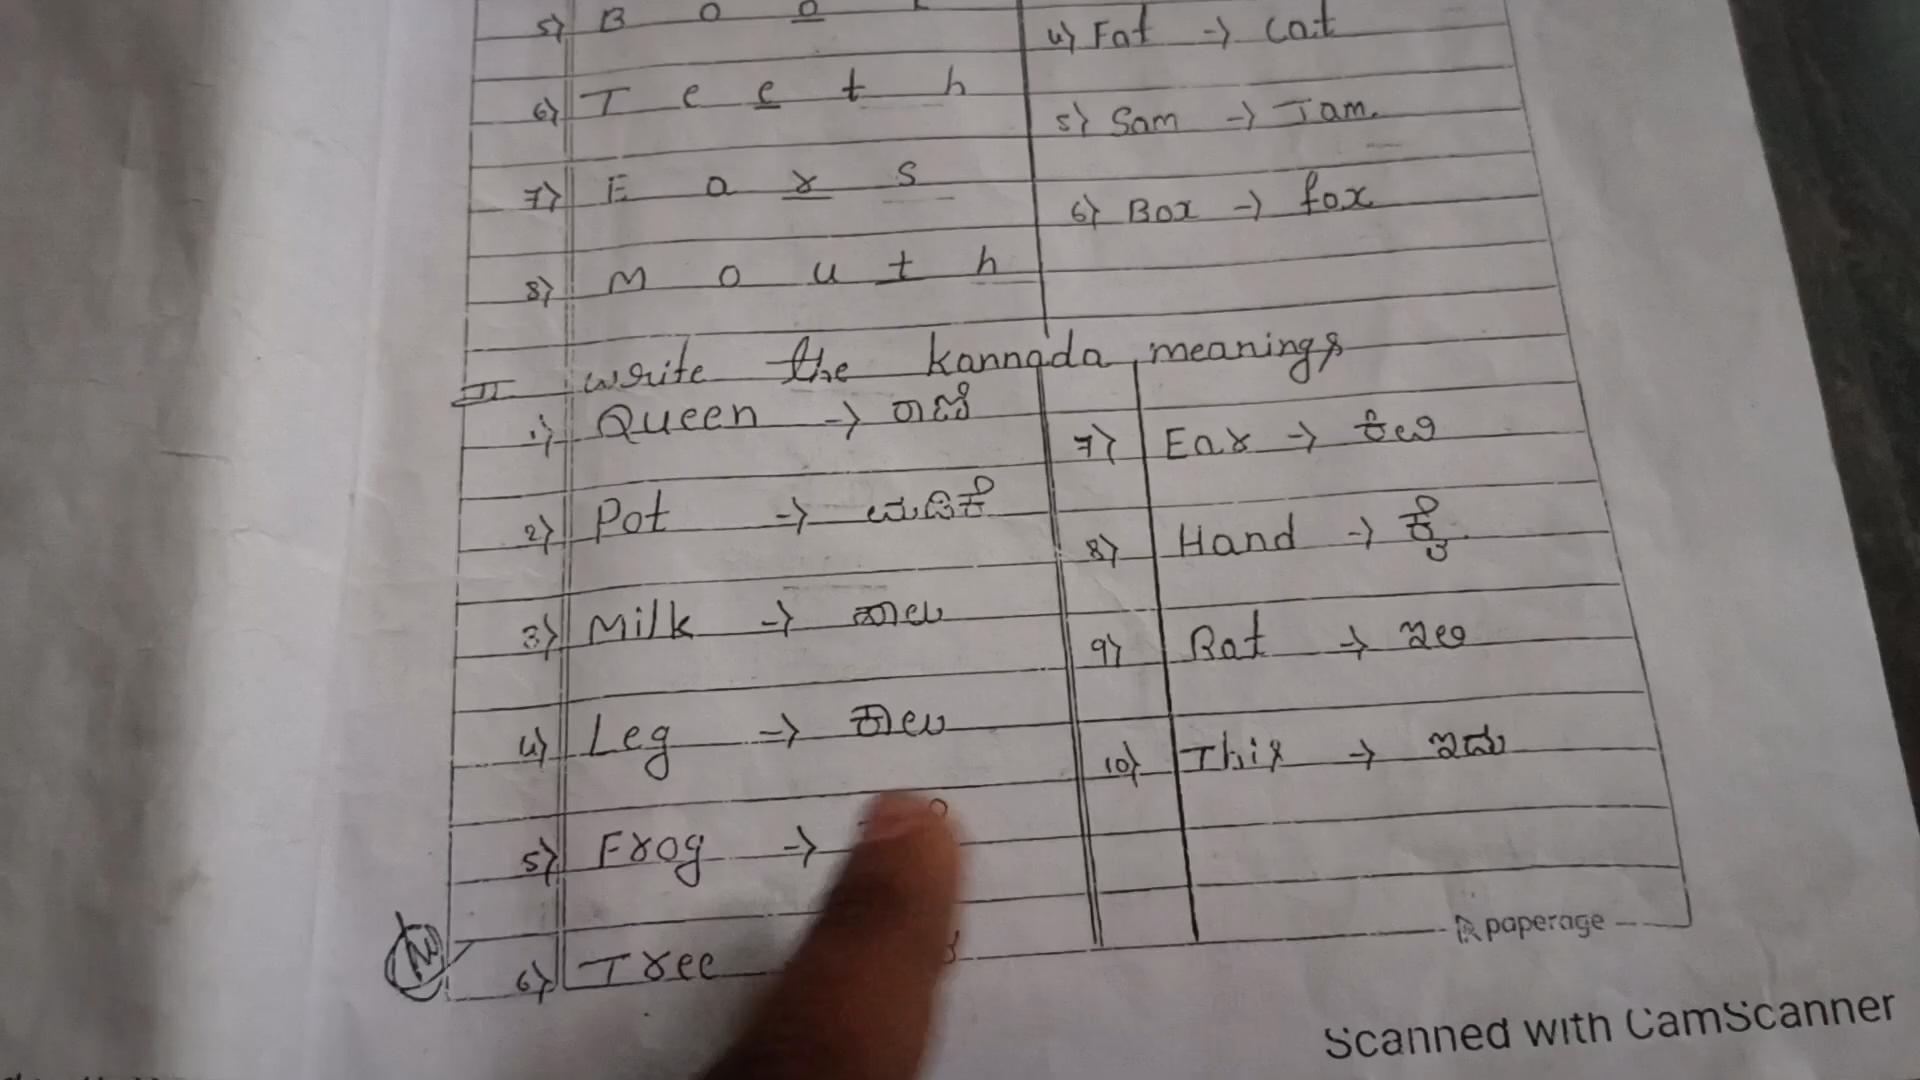 5) B o o
6) T e e t h
7) E a r s
8) M o u t h
4) Fat -> Cat
5) Sam -> Jam.
6) Box -> fox
II write the kannada meanings
1) Queen -> ರಾಣಿ
2) Pot -> ಮಡಿಕೆ
3) Milk -> ಹಾಲು
4) Leg -> ಕಾಲು
5) Frog ->
6) Tree
7) Ear -> ಕಿವಿ
8) Hand -> ಕೈ
9) Rat -> ಇಲಿ
10) This -> ಇದು
paperage
Scanned with CamScanner